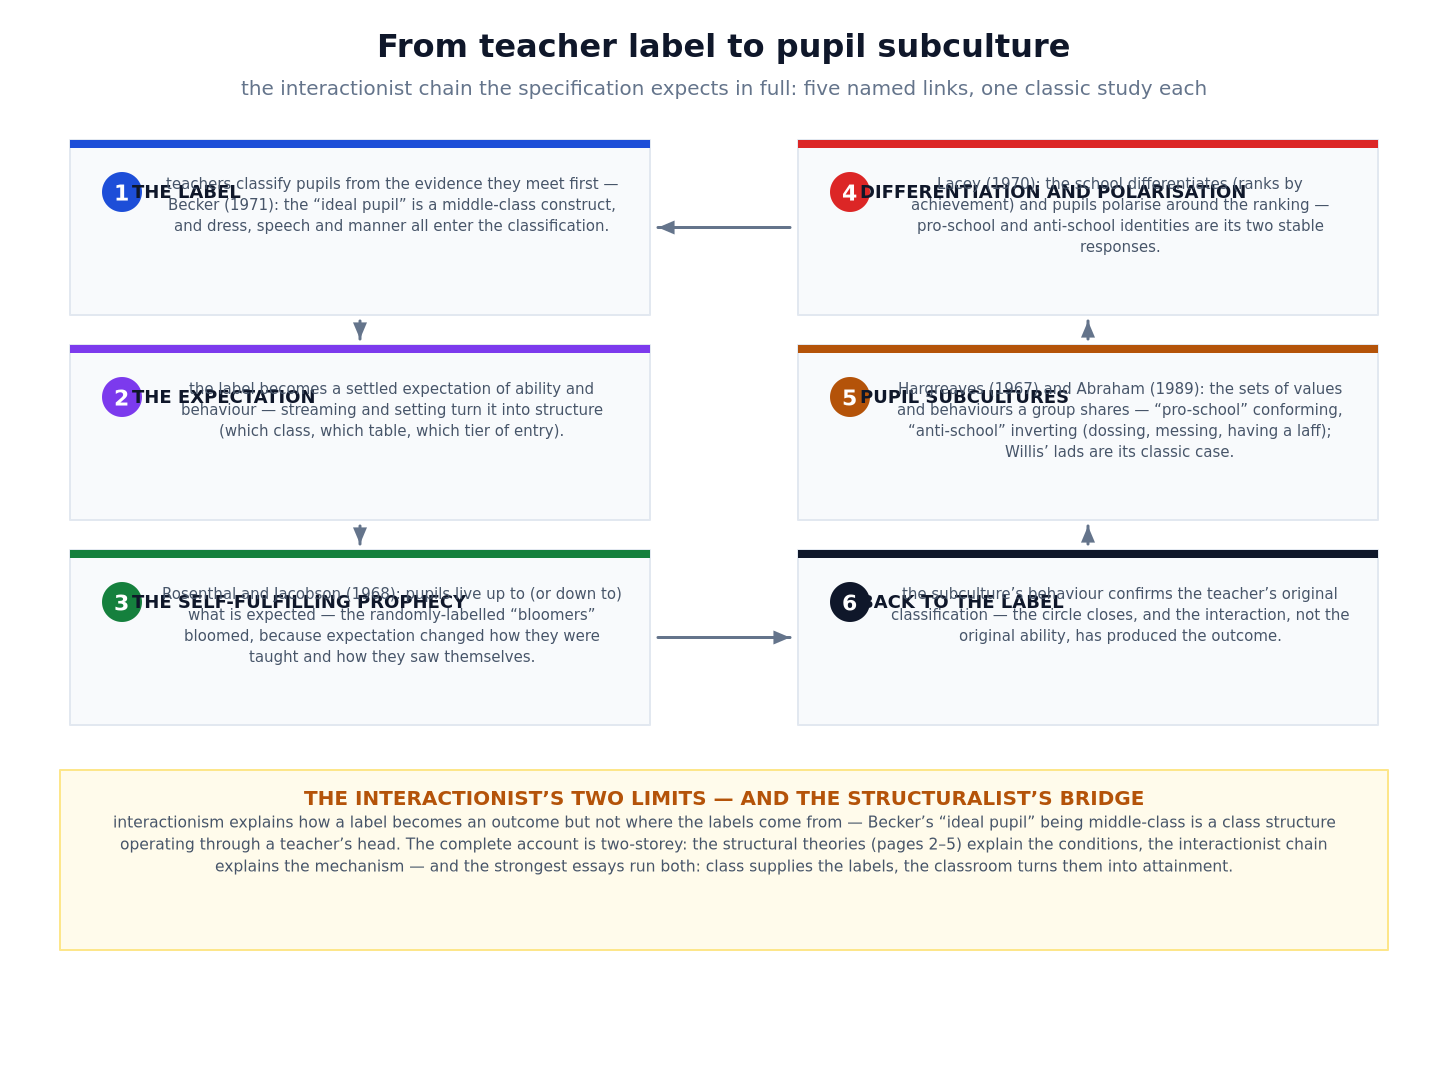 From teacher label to pupil subculture
the interactionist chain the specification expects in full: five named links, one classic study each
1
THE LABEL
teachers classify pupils from the evidence they meet first —
Becker (1971): the “ideal pupil” is a middle-class construct,
and dress, speech and manner all enter the classification.
2
THE EXPECTATION
the label becomes a settled expectation of ability and
behaviour — streaming and setting turn it into structure
(which class, which table, which tier of entry).
3
THE SELF-FULFILLING PROPHECY
Rosenthal and Jacobson (1968): pupils live up to (or down to)
what is expected — the randomly-labelled “bloomers”
bloomed, because expectation changed how they were
taught and how they saw themselves.
4
DIFFERENTIATION AND POLARISATION
Lacey (1970): the school differentiates (ranks by
achievement) and pupils polarise around the ranking —
pro-school and anti-school identities are its two stable
responses.
5
PUPIL SUBCULTURES
Hargreaves (1967) and Abraham (1989): the sets of values
and behaviours a group shares — “pro-school” conforming,
“anti-school” inverting (dossing, messing, having a laff);
Willis’ lads are its classic case.
6
BACK TO THE LABEL
the subculture’s behaviour confirms the teacher’s original
classification — the circle closes, and the interaction, not the
original ability, has produced the outcome.
THE INTERACTIONIST’S TWO LIMITS — AND THE STRUCTURALIST’S BRIDGE
interactionism explains how a label becomes an outcome but not where the labels come from — Becker’s “ideal pupil” being middle-class is a class structure
operating through a teacher’s head. The complete account is two-storey: the structural theories (pages 2–5) explain the conditions, the interactionist chain
explains the mechanism — and the strongest essays run both: class supplies the labels, the classroom turns them into attainment.